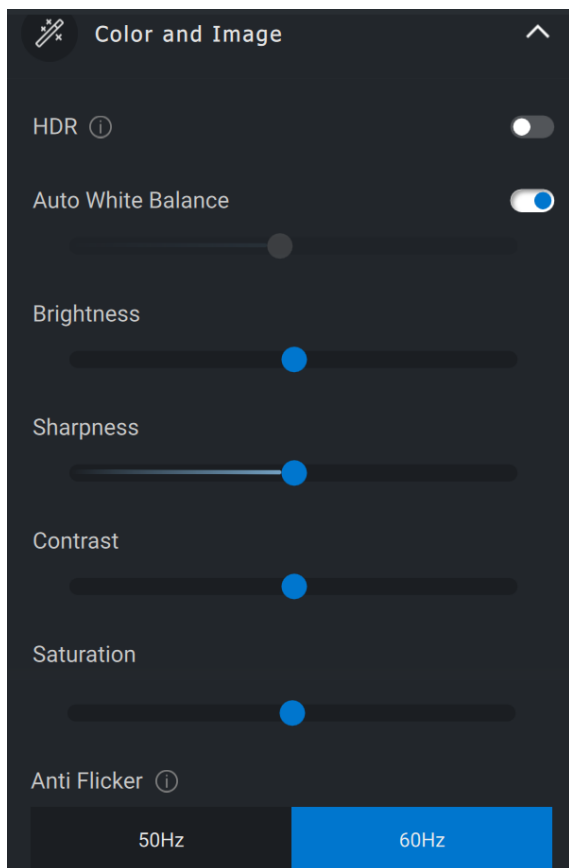 Color and Image
HDR
Auto White Balance
Brightness
Sharpness
Contrast
Saturation
Anti Flicker
50Hz 60Hz